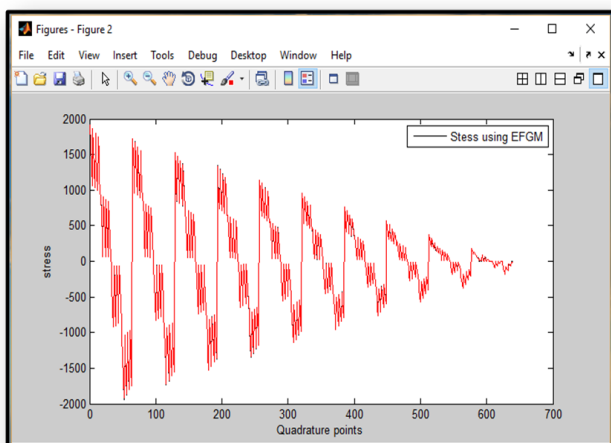 Figures - Figure 2
File Edit View Insert Tools Debug Desktop Window Help
2000
1500
1000
500
0
-500
-1000
-1500
-2000
stress
Stess using EFGM
0 100 200 300 400 500 600 700
Quadrature points